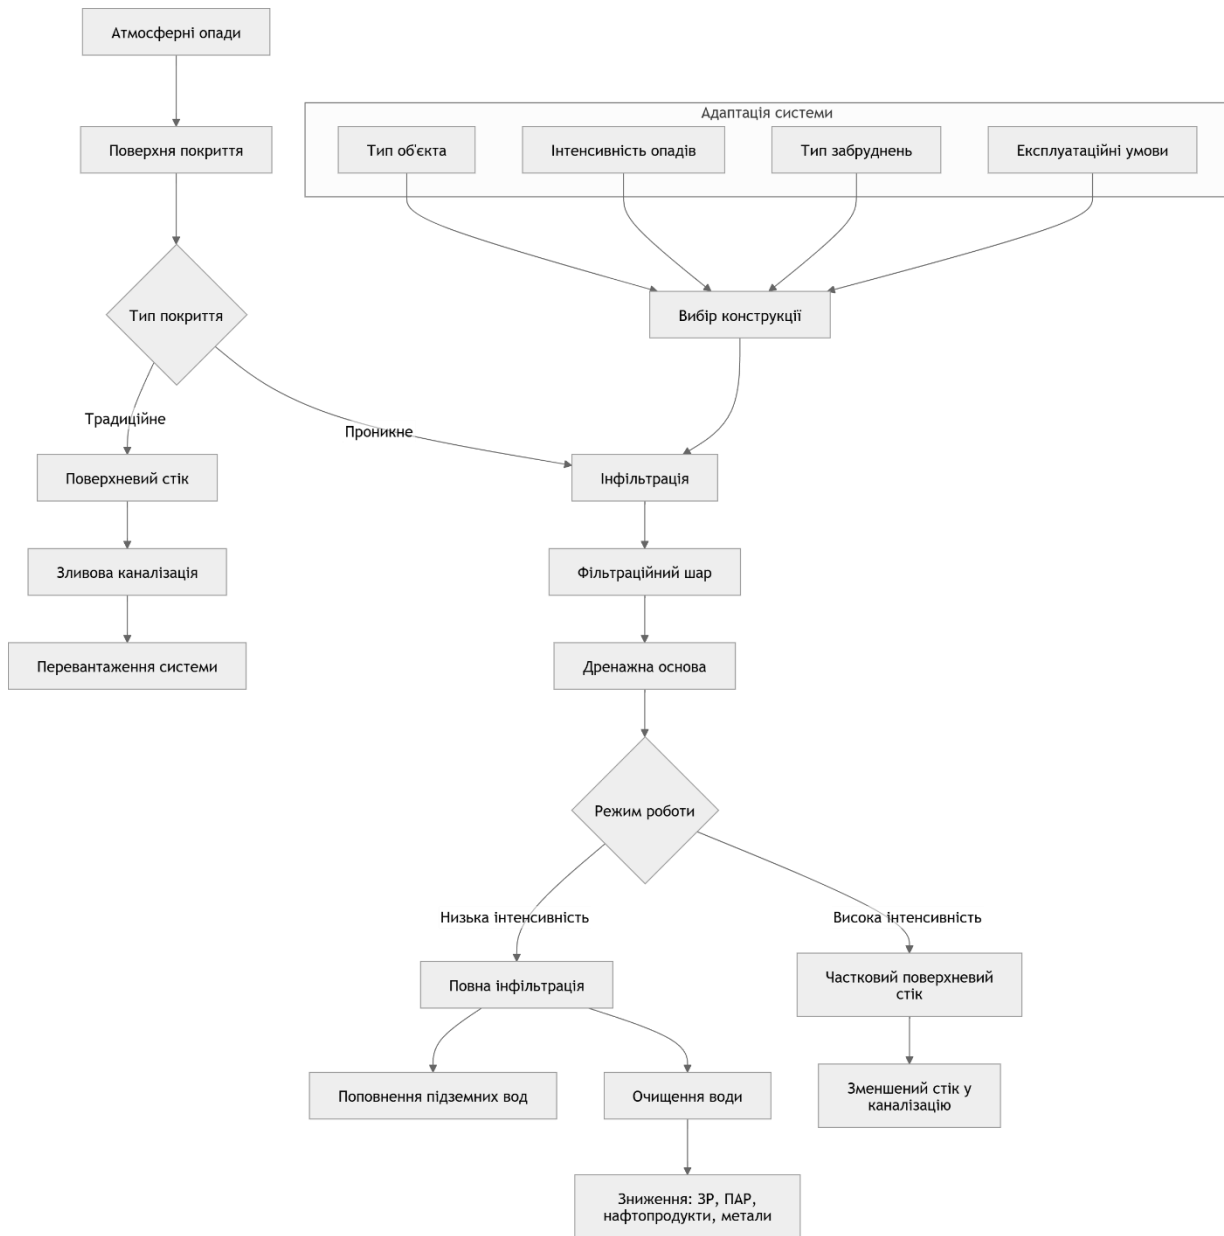 Атмосферні опади
Адаптація системи
Поверхня покриття
Тип об'єкта
Інтенсивність опадів
Тип забруднень
Експлуатаційні умови
Тип покриття
Вибір конструкції
Традиційне
Проникне
Поверхневий стік
Інфільтрація
Зливова каналізація
Фільтраційний шар
Перевантаження системи
Дренажна основа
Режим роботи
Низька інтенсивність
Висока інтенсивність
Повна інфільтрація
Частковий поверхневий
стік
Поповнення підземних вод
Очищення води
Зменшений стік у
каналізацію
Зниження: ЗР, ПАР,
нафтопродукти, метали